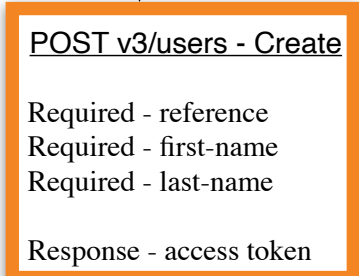 POST v3/users - Create
Required - reference
Required - first-name
Required - last-name
Response - access token